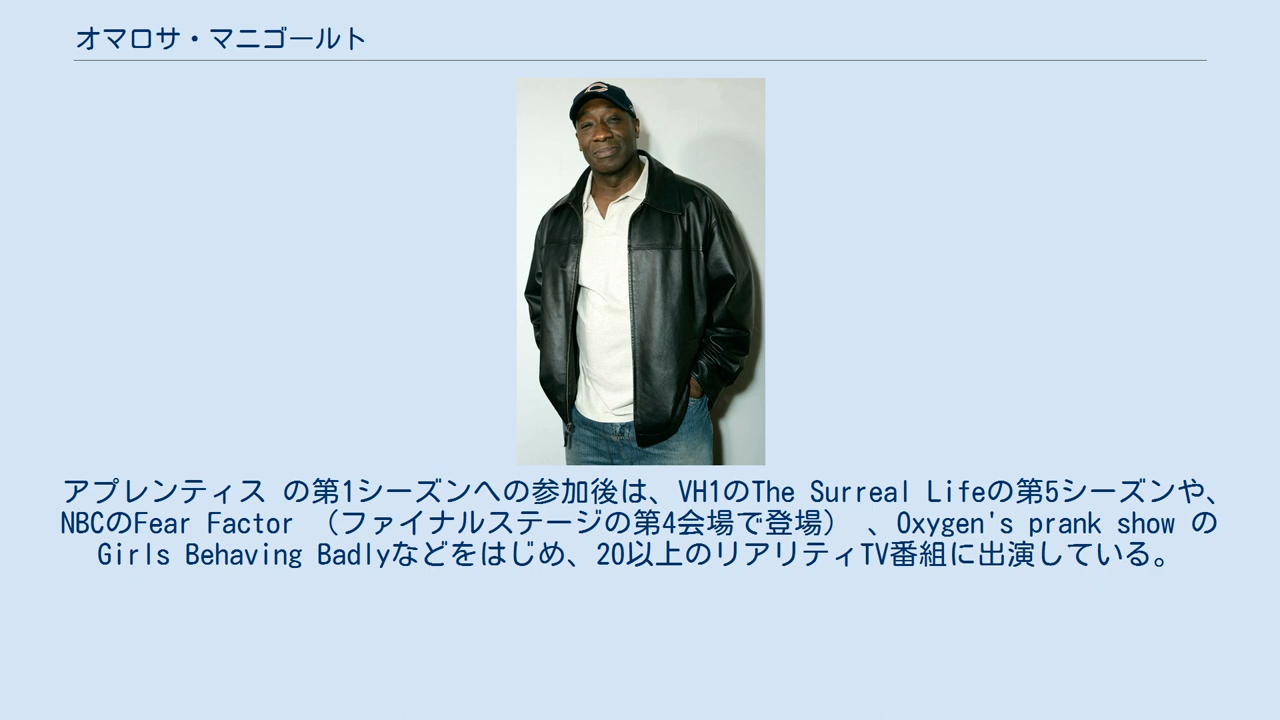 オマロサ・マニゴールト
アプレンティス の第1シーズンへの参加後は、VH1のThe Surreal Lifeの第5シーズンや、
NBCのFear Factor （ファイナルステージの第4会場で登場） 、Oxygen's prank show の
Girls Behaving Badlyなどをはじめ、20以上のリアリティTV番組に出演している。